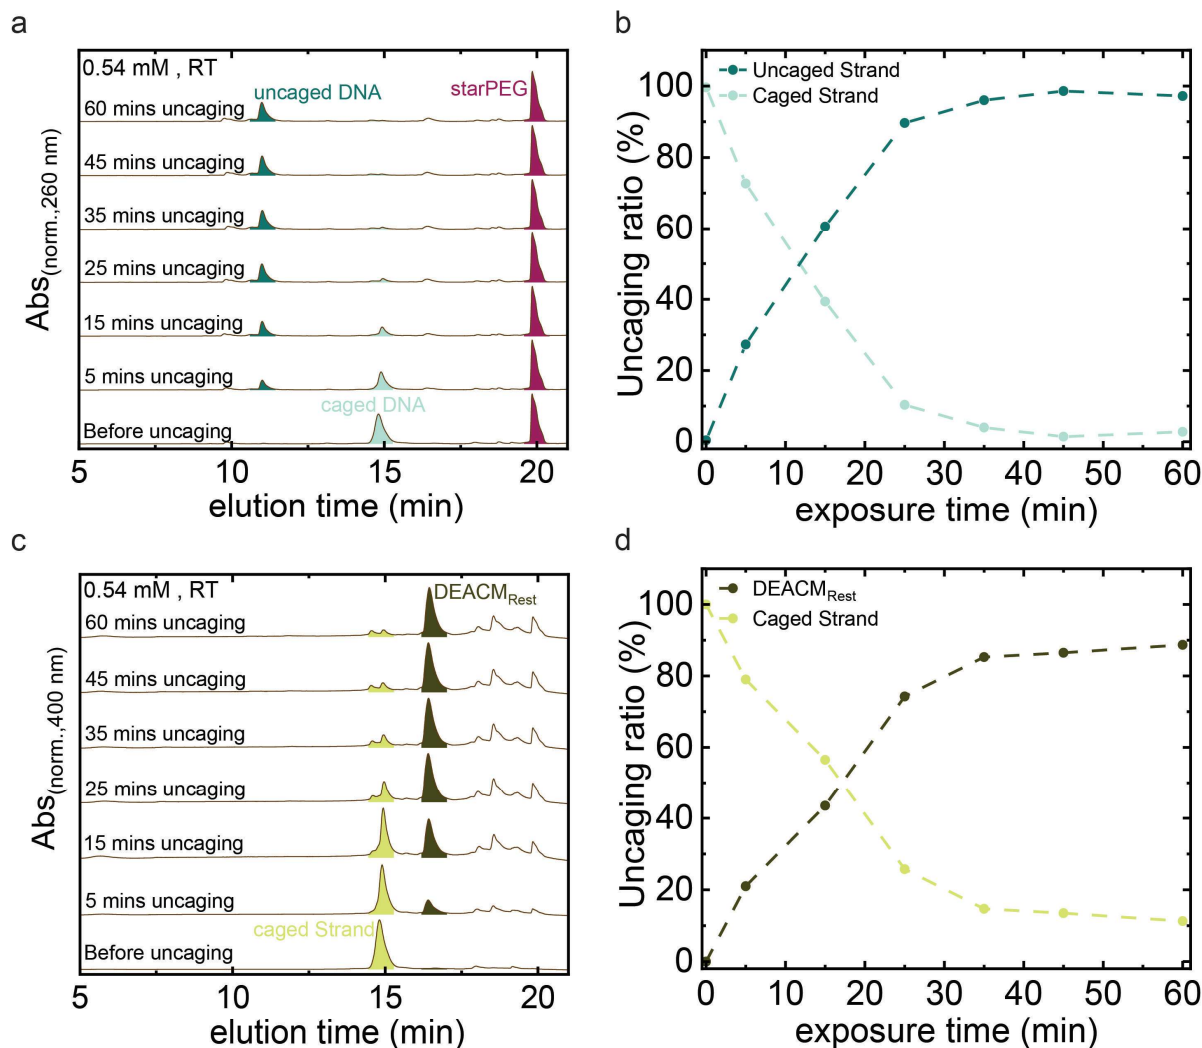 a
0.54 mM , RT
60 mins uncaging
uncaged DNA
starPEG
45 mins uncaging
35 mins uncaging
25 mins uncaging
15 mins uncaging
5 mins uncaging
caged DNA
Before uncaging
Abs(norm.,260 nm)
5 10 15 20
elution time (min)
b
Uncaged Strand
Caged Strand
100
80
60
40
20
0
Uncaging ratio (%)
0 10 20 30 40 50 60
exposure time (min)
c
0.54 mM , RT
DEACMRest
60 mins uncaging
45 mins uncaging
35 mins uncaging
25 mins uncaging
15 mins uncaging
5 mins uncaging
caged Strand
Before uncaging
Abs(norm.,400 nm)
5 10 15 20
elution time (min)
d
DEACMRest
Caged Strand
100
80
60
40
20
0
Uncaging ratio (%)
0 10 20 30 40 50 60
exposure time (min)